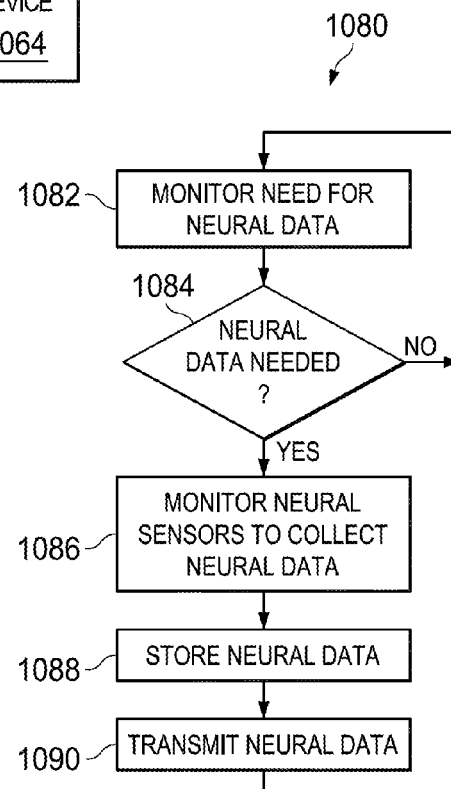 064
1080
1082
MONITOR NEED FOR
NEURAL DATA
1084
NEURAL
DATA NEEDED
?
NO
YES
1086
MONITOR NEURAL
SENSORS TO COLLECT
NEURAL DATA
1088
STORE NEURAL DATA
1090
TRANSMIT NEURAL DATA